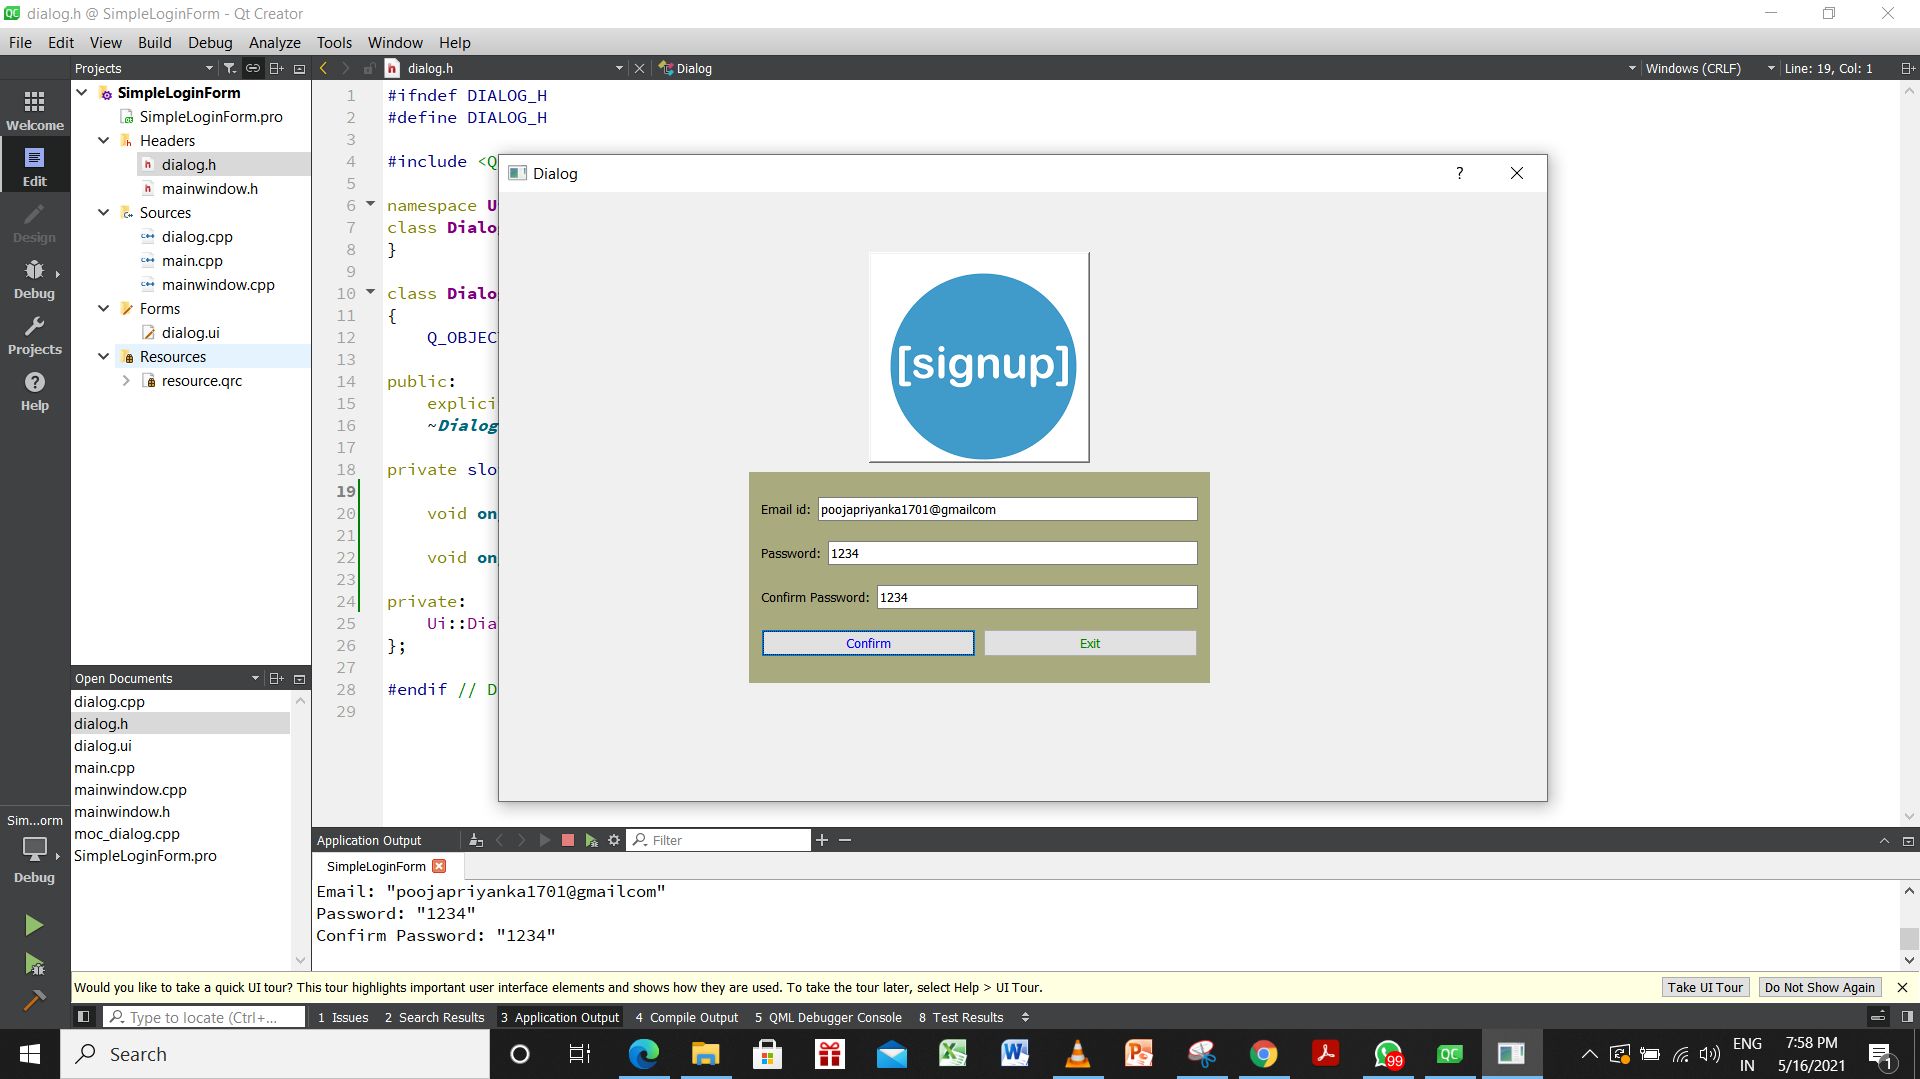 dialog.h @ SimpleLoginForm - Qt Creator
File Edit View Build Debug Analyze Tools Window Help
Projects
dialog.h
Dialog
Windows (CRLF)
Line: 19, Col: 1
Welcome
Edit
Design
Debug
Projects
Help
SimpleLoginForm
SimpleLoginForm.pro
Headers
dialog.h
mainwindow.h
Sources
dialog.cpp
main.cpp
mainwindow.cpp
Forms
dialog.ui
Resources
resource.qrc
1 #ifndef DIALOG_H
2 #define DIALOG_H
3
4 #include <Q
5
6 namespace U
7 class Dialo
8 }
9
10 class Dialo
11 {
12 Q_OBJEC
13
14 public:
15 explici
16 ~Dialog
17
18 private slo
19
20 void on
21
22 void on
23
24 private:
25 Ui::Dia
26 };
27
28 #endif // D
29
Dialog
?
[signup]
Email id: poojapriyanka1701@gmailcom
Password: 1234
Confirm Password: 1234
Confirm Exit
Open Documents
dialog.cpp
dialog.h
dialog.ui
main.cpp
mainwindow.cpp
mainwindow.h
moc_dialog.cpp
SimpleLoginForm.pro
Sim...orm
Debug
Application Output
Filter
SimpleLoginForm
Email: "poojapriyanka1701@gmailcom"
Password: "1234"
Confirm Password: "1234"
Would you like to take a quick UI tour? This tour highlights important user interface elements and shows how they are used. To take the tour later, select Help > UI Tour.
Take UI Tour
Do Not Show Again
Type to locate (Ctrl+...
1 Issues 2 Search Results 3 Application Output 4 Compile Output 5 QML Debugger Console 8 Test Results
Search
99
ENG
IN
7:58 PM
5/16/2021
1